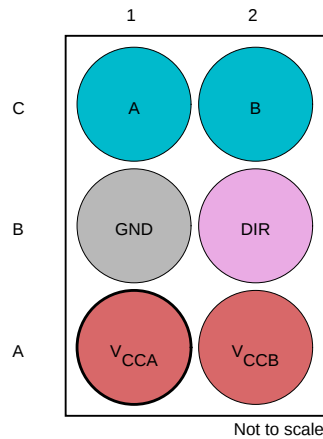 1 2
C A B
B GND DIR
A VCCA VCCB
Not to scale